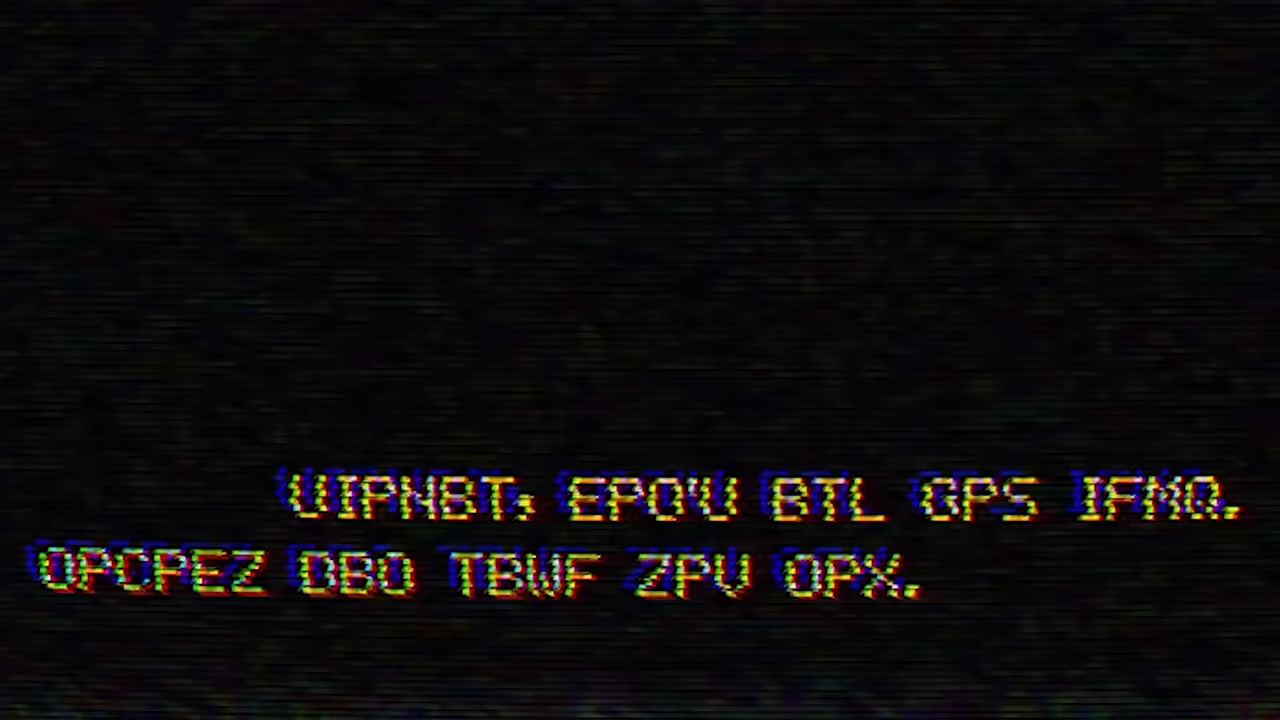 UIPNBT, EPO'U BTL GPS IFMQ.
OPCPEZ DBO TBWF ZPV OPX.